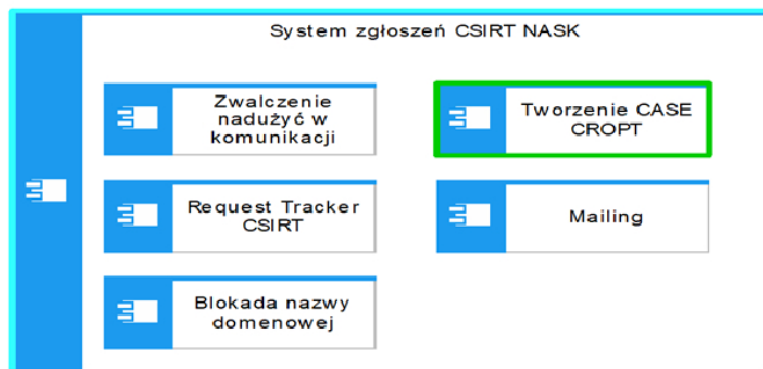 System zgłoszeń CSIRT NASK
Zwalczenie
nadużyć w
komunikacji
Tworzenie CASE
CROPT
Request Tracker
CSIRT
Mailing
Blokada nazwy
domenowej